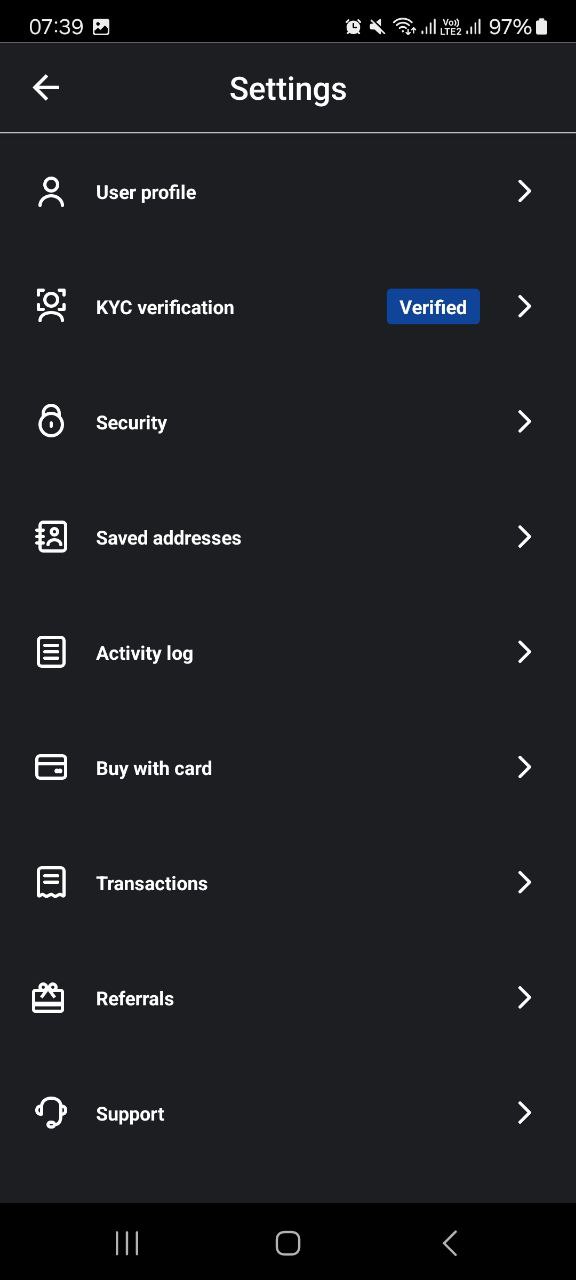 07:39 Vo)) LTE2 97%
Settings
User profile
KYC verification Verified
Security
Saved addresses
Activity log
Buy with card
Transactions
Referrals
Support